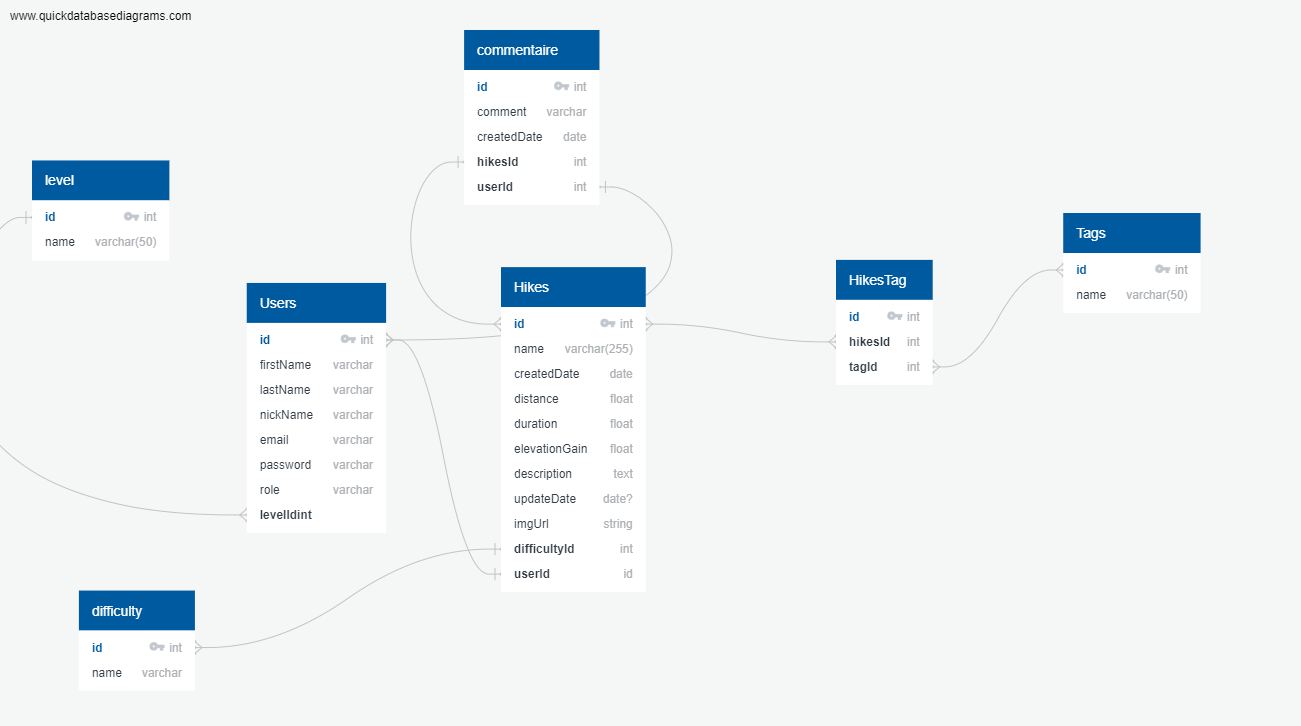 www.quickdatabasediagrams.com
commentaire
id int
comment varchar
createdDate date
hikesId int
userId int
level
id int
name varchar(50)
Users
id int
firstName varchar
lastName varchar
nickName varchar
email varchar
password varchar
role varchar
levelIdint
Hikes
id int
name varchar(255)
createdDate date
distance float
duration float
elevationGain float
description text
updateDate date?
imgUrl string
difficultyId int
userId id
HikesTag
id int
hikesId int
tagId int
Tags
id int
name varchar(50)
difficulty
id int
name varchar